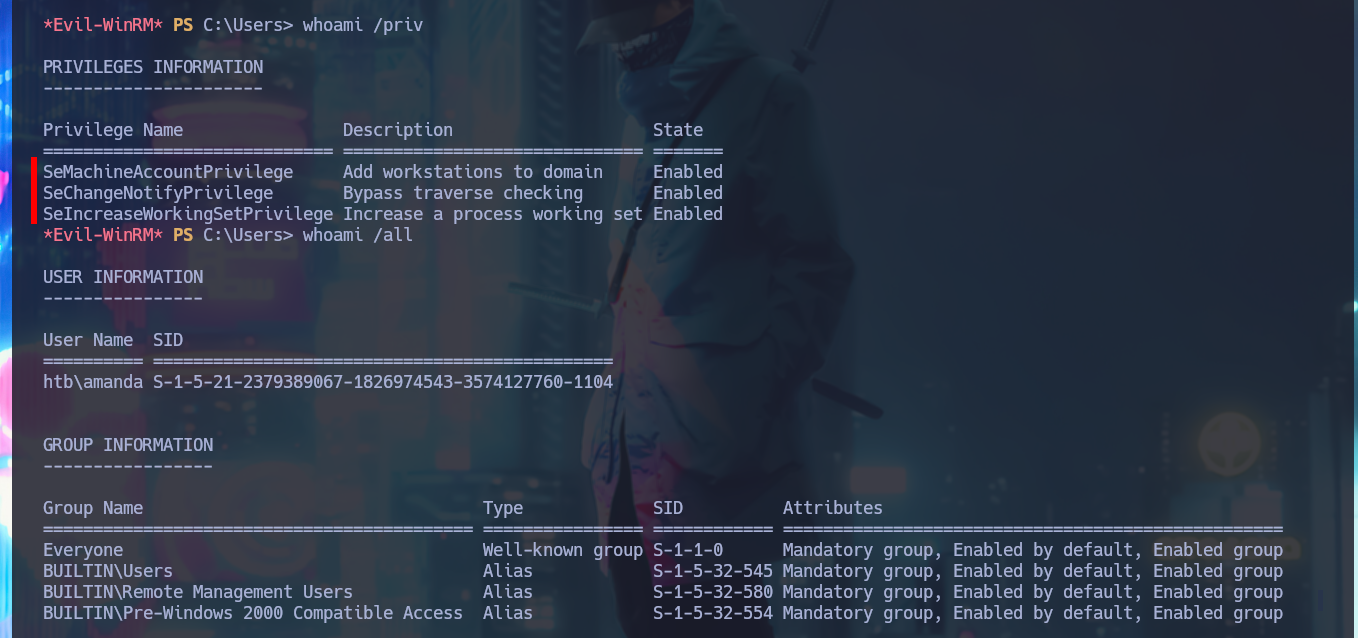 *Evil-WinRM* PS C:\Users> whoami /priv
PRIVILEGES INFORMATION
----------------------
Privilege Name                Description                    State
============================= ============================== =======
SeMachineAccountPrivilege     Add workstations to domain     Enabled
SeChangeNotifyPrivilege       Bypass traverse checking       Enabled
SeIncreaseWorkingSetPrivilege Increase a process working set Enabled
*Evil-WinRM* PS C:\Users> whoami /all
USER INFORMATION
----------------
User Name  SID
========== ==============================================
htb\amanda S-1-5-21-2379389067-1826974543-3574127760-1104
GROUP INFORMATION
-----------------
Group Name                                  Type             SID          Attributes
=========================================== ================ ============ ==================================================
Everyone                                    Well-known group S-1-1-0      Mandatory group, Enabled by default, Enabled group
BUILTIN\Users                               Alias            S-1-5-32-545 Mandatory group, Enabled by default, Enabled group
BUILTIN\Remote Management Users             Alias            S-1-5-32-580 Mandatory group, Enabled by default, Enabled group
BUILTIN\Pre-Windows 2000 Compatible Access  Alias            S-1-5-32-554 Mandatory group, Enabled by default, Enabled group